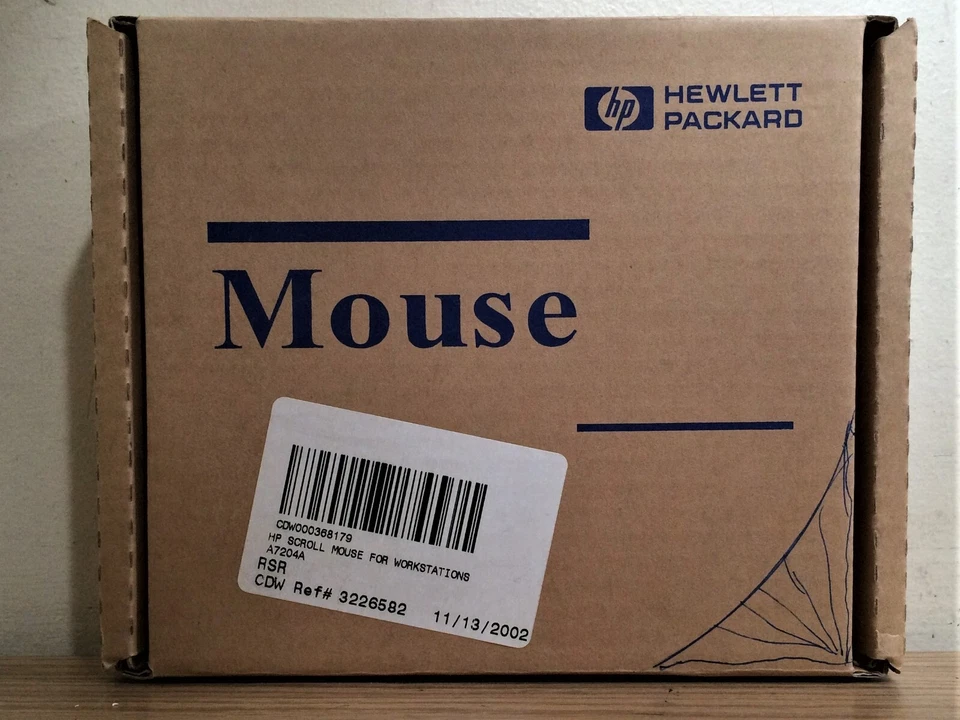 hp HEWLETT
PACKARD
Mouse
CDW000368179
HP SCROLL MOUSE FOR WORKSTATIONS
A7204A
RSR
CDW Ref# 3226582 11/13/2002